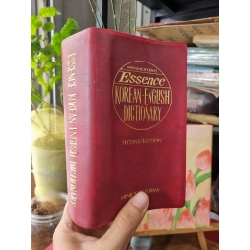 Essence
KOREAN-ENGLISH
DICTIONARY
SECOND EDITION
ESSENCE KOREAN-ENGLISH DICTIONARY